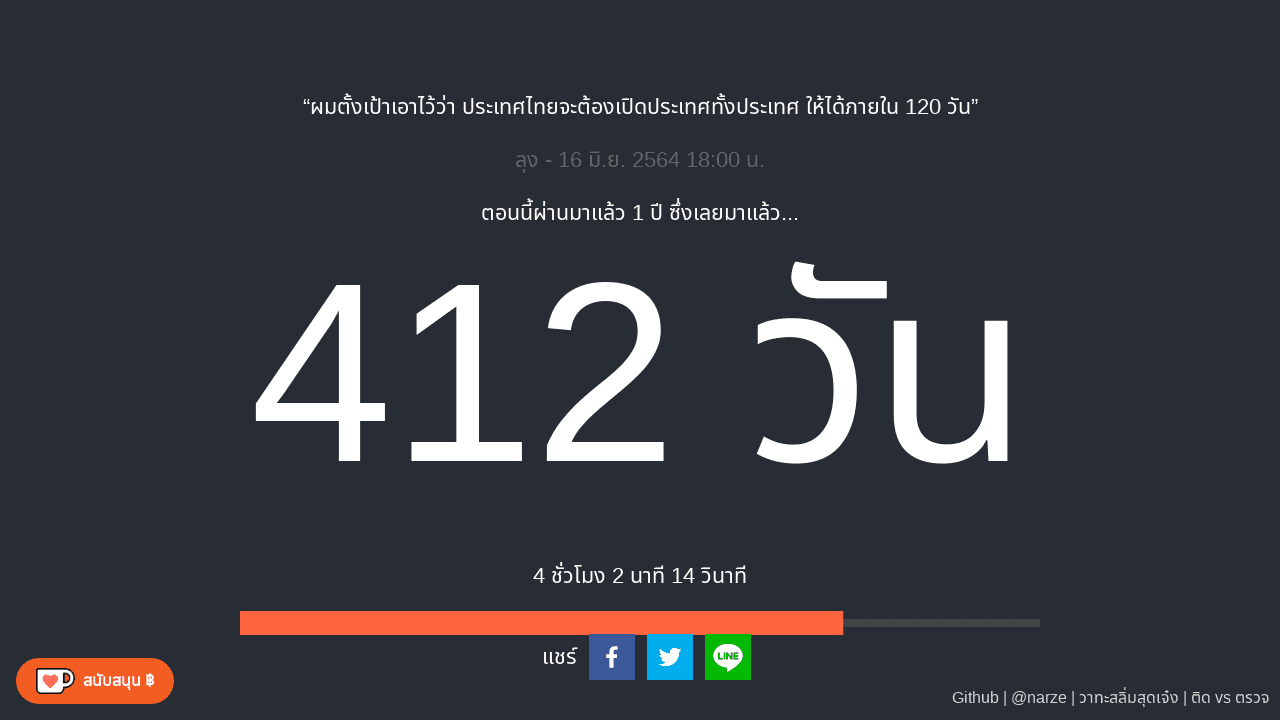 “ผมตั้งเป้าเอาไว้ว่า ประเทศไทยจะต้องเปิดประเทศทั้งประเทศ ให้ได้ภายใน 120 วัน”
ลุง - 16 มิ.ย. 2564 18:00 น.
ตอนนี้ผ่านมาแล้ว 1 ปี ซึ่งเลยมาแล้ว...
412 วัน
4 ชั่วโมง 2 นาที 14 วินาที
แชร์ LINE
สนับสนุน ฿
Github | @narze | วาทะสลิ่มสุดเจ๋ง | ติด vs ตรวจ